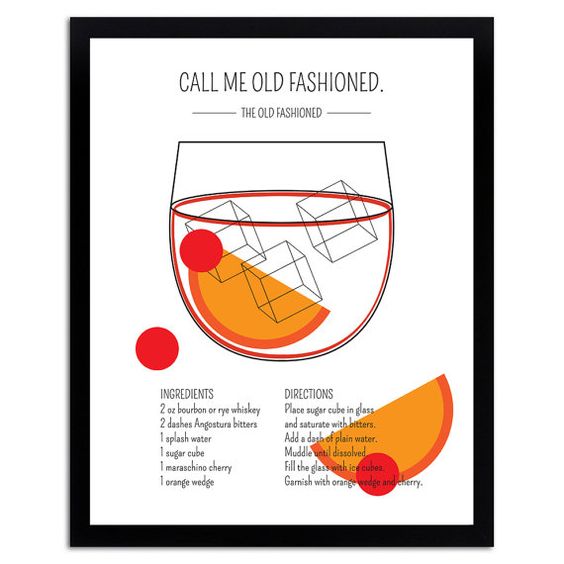 CALL ME OLD FASHIONED.
THE OLD FASHIONED
INGREDIENTS
2 oz bourbon or rye whiskey
2 dashes Angostura bitters
1 splash water
1 sugar cube
1 maraschino cherry
1 orange wedge
DIRECTIONS
Place sugar cube in glass
and saturate with bitters.
Add a dash of plain water.
Muddle until dissolved.
Fill the glass with ice cubes.
Garnish with orange wedge and cherry.